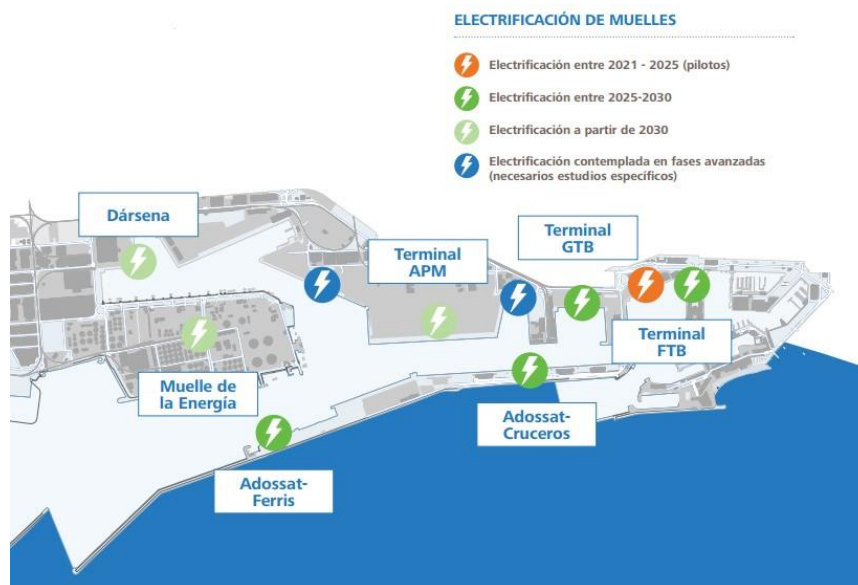 ELECTRIFICACIÓN DE MUELLES
Electrificación entre 2021 - 2025 (pilotos)
Electrificación entre 2025-2030
Electrificación a partir de 2030
Electrificación contemplada en fases avanzadas
(necesarios estudios específicos)
Dársena
Terminal
APM
Terminal
GTB
Terminal
FTB
Muelle de
la Energía
Adossat-
Cruceros
Adossat-
Ferris